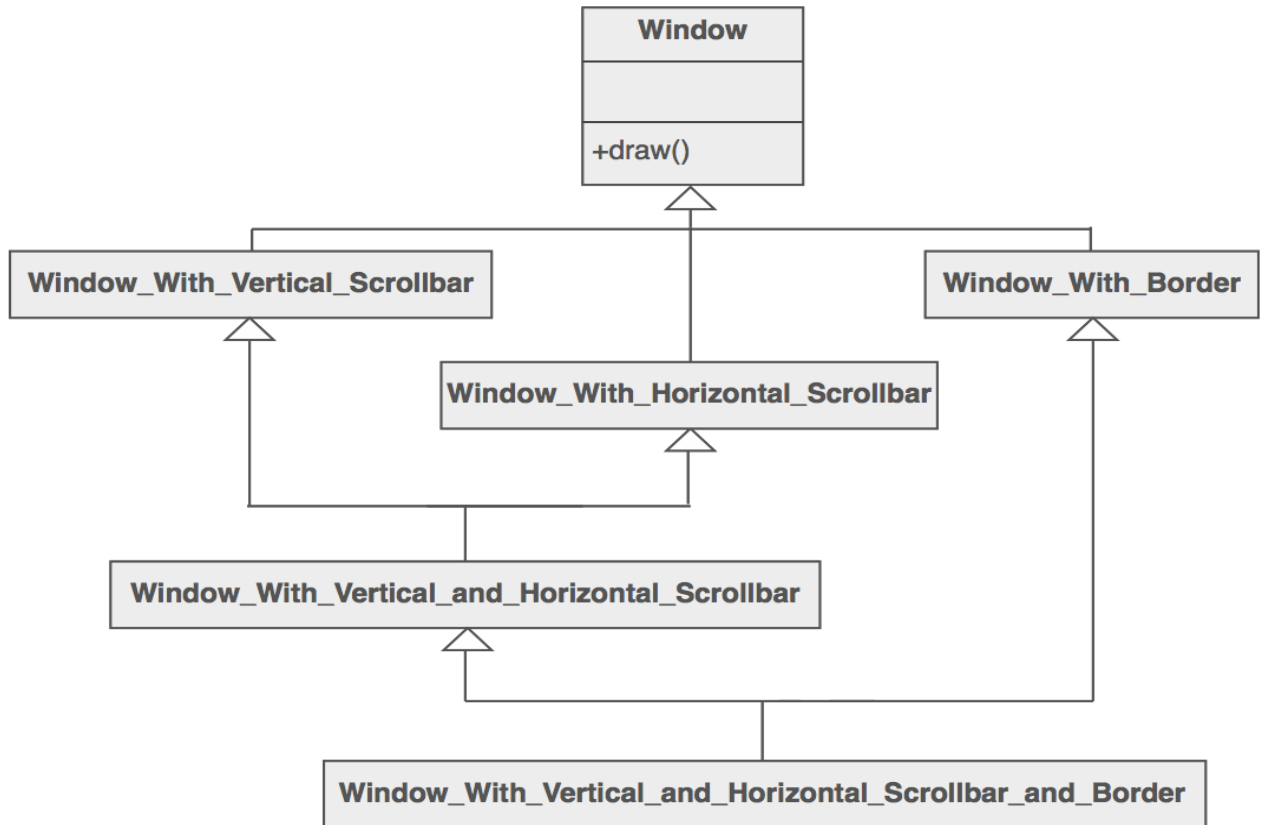 Window
+draw()
Window_With_Vertical_Scrollbar
Window_With_Border
Window_With_Horizontal_Scrollbar
Window_With_Vertical_and_Horizontal_Scrollbar
Window_With_Vertical_and_Horizontal_Scrollbar_and_Border